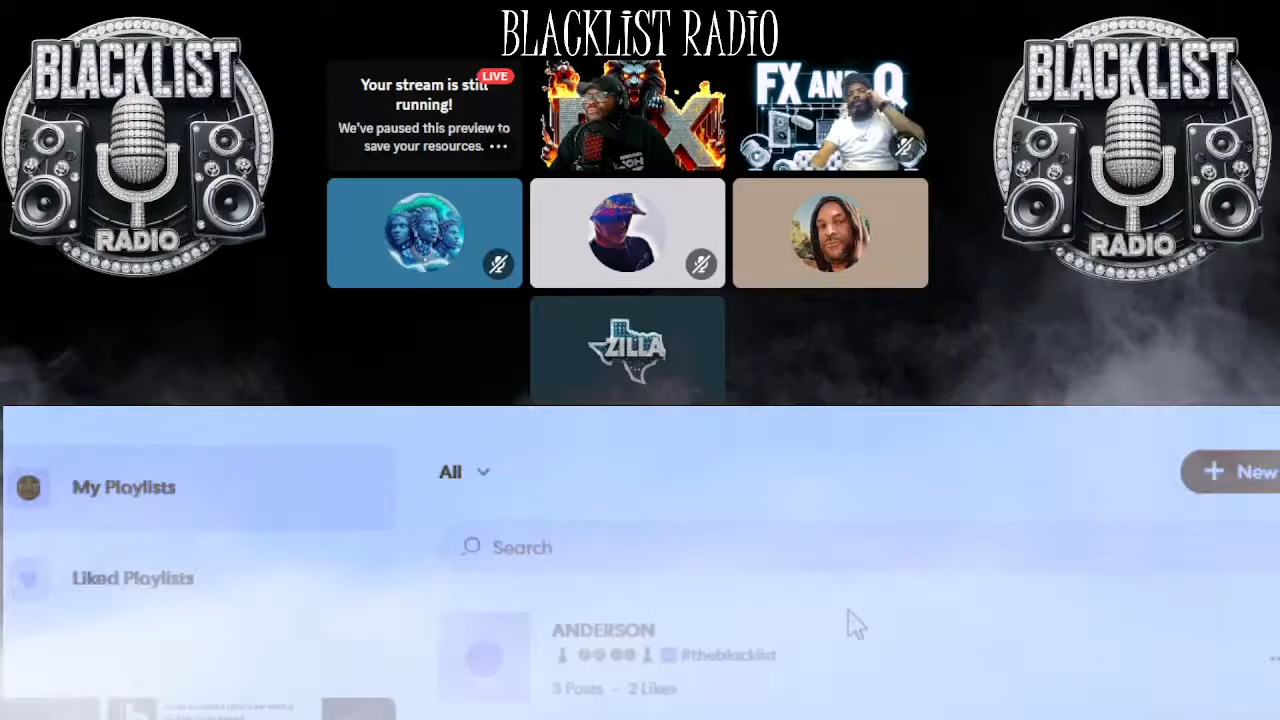 BLACKLIST RADIO
BLACKLIST
RADIO
BLACKLIST
RADIO
Your stream is still
running!
LIVE
We've paused this preview to
save your resources.
FX AND Q
ZILLA
My Playlists
Liked Playlists
All
+ New
Search
ANDERSON
#theblacklist
3 Posts - 2 Likes